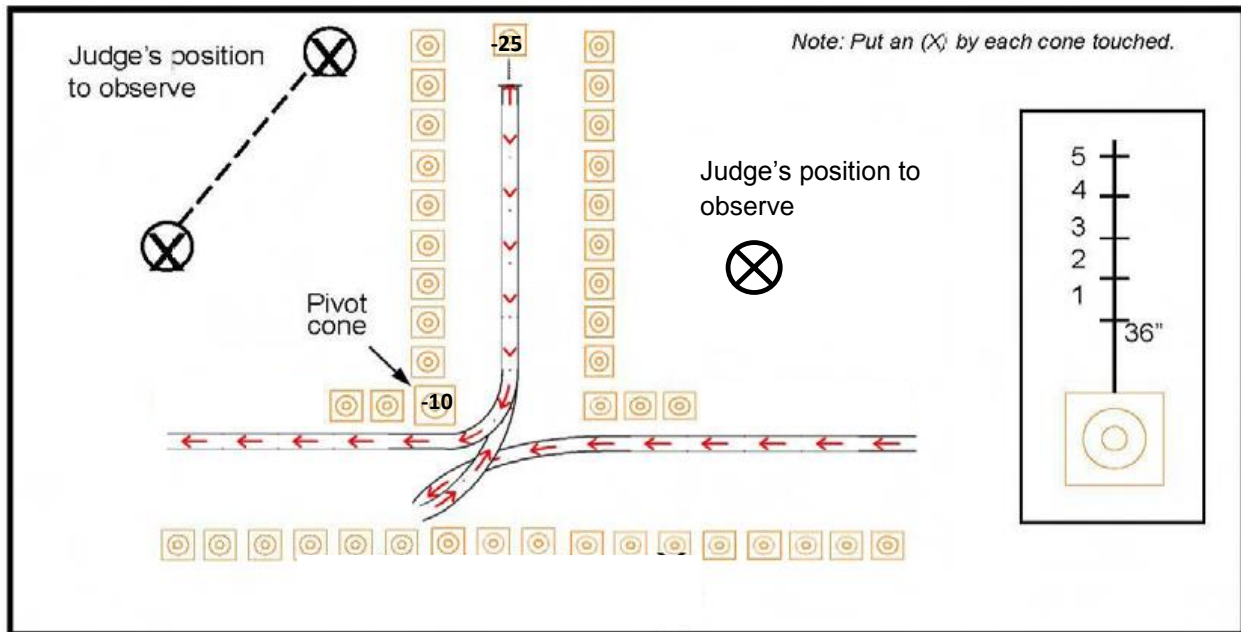 Judge's position
to observe
-25
Note: Put an (X) by each cone touched.
Judge's position to
observe
Pivot
cone
-10
5
4
3
2
1
36"